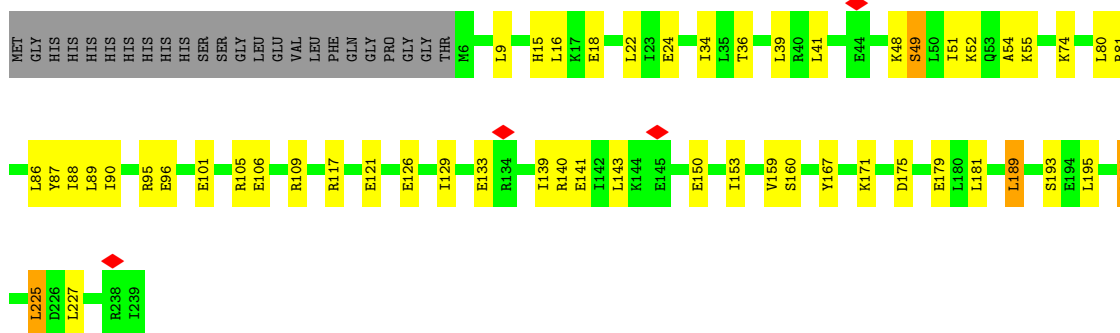 MET GLY HIS HIS HIS HIS HIS HIS HIS HIS HIS HIS SER SER GLY LEU GLU VAL LEU PHE GLN GLY PRO GLY GLY THR M6 L9 H15 L16 K17 E18 L22 I23 E24 I34 L35 T36 L39 R40 L41 E44 K48 S49 L50 I51 K52 Q53 A54 K55 K74 L80
L86 Y87 I88 L89 I90 R95 E96 E101 R105 E106 R109 R117 E121 E126 I129 E133 R134 I139 R140 E141 I142 L143 K144 E145 E150 I153 V159 S160 Y167 K171 D175 E179 L180 L181 L189 S193 E194 L195
L225 D226 L227 R238 I239